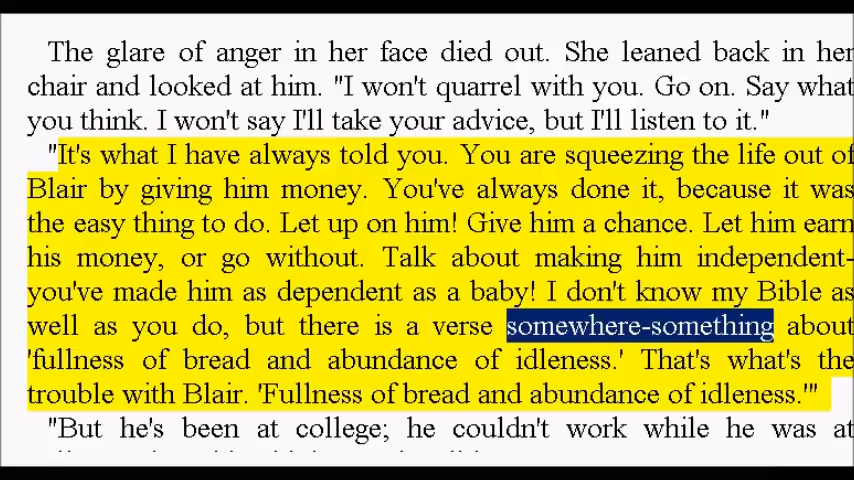 The glare of anger in her face died out. She leaned back in her
chair and looked at him. "I won't quarrel with you. Go on. Say what
you think. I won't say I'll take your advice, but I'll listen to it."
"It's what I have always told you. You are squeezing the life out of
Blair by giving him money. You've always done it, because it was
the easy thing to do. Let up on him! Give him a chance. Let him earn
his money, or go without. Talk about making him independent-
you've made him as dependent as a baby! I don't know my Bible as
well as you do, but there is a verse somewhere-something about
'fullness of bread and abundance of idleness.' That's what's the
trouble with Blair. 'Fullness of bread and abundance of idleness.'"
"But he's been at college; he couldn't work while he was at